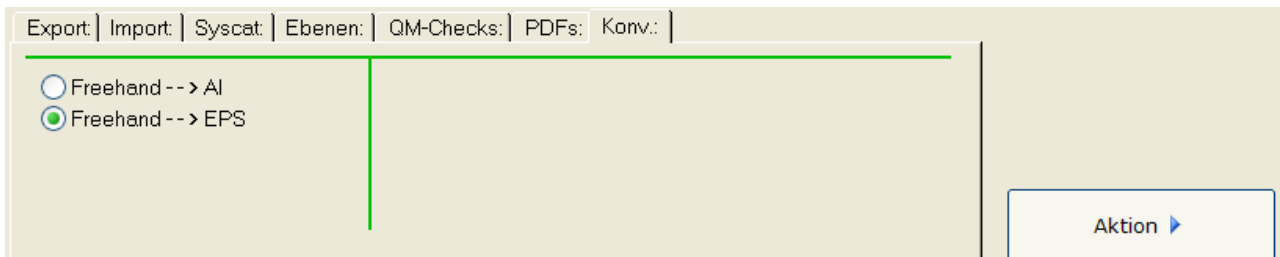 Export: Import: Syscat: Ebenen: QM-Checks: PDFs: Konv.:
Freehand --> AI
Freehand --> EPS
Aktion